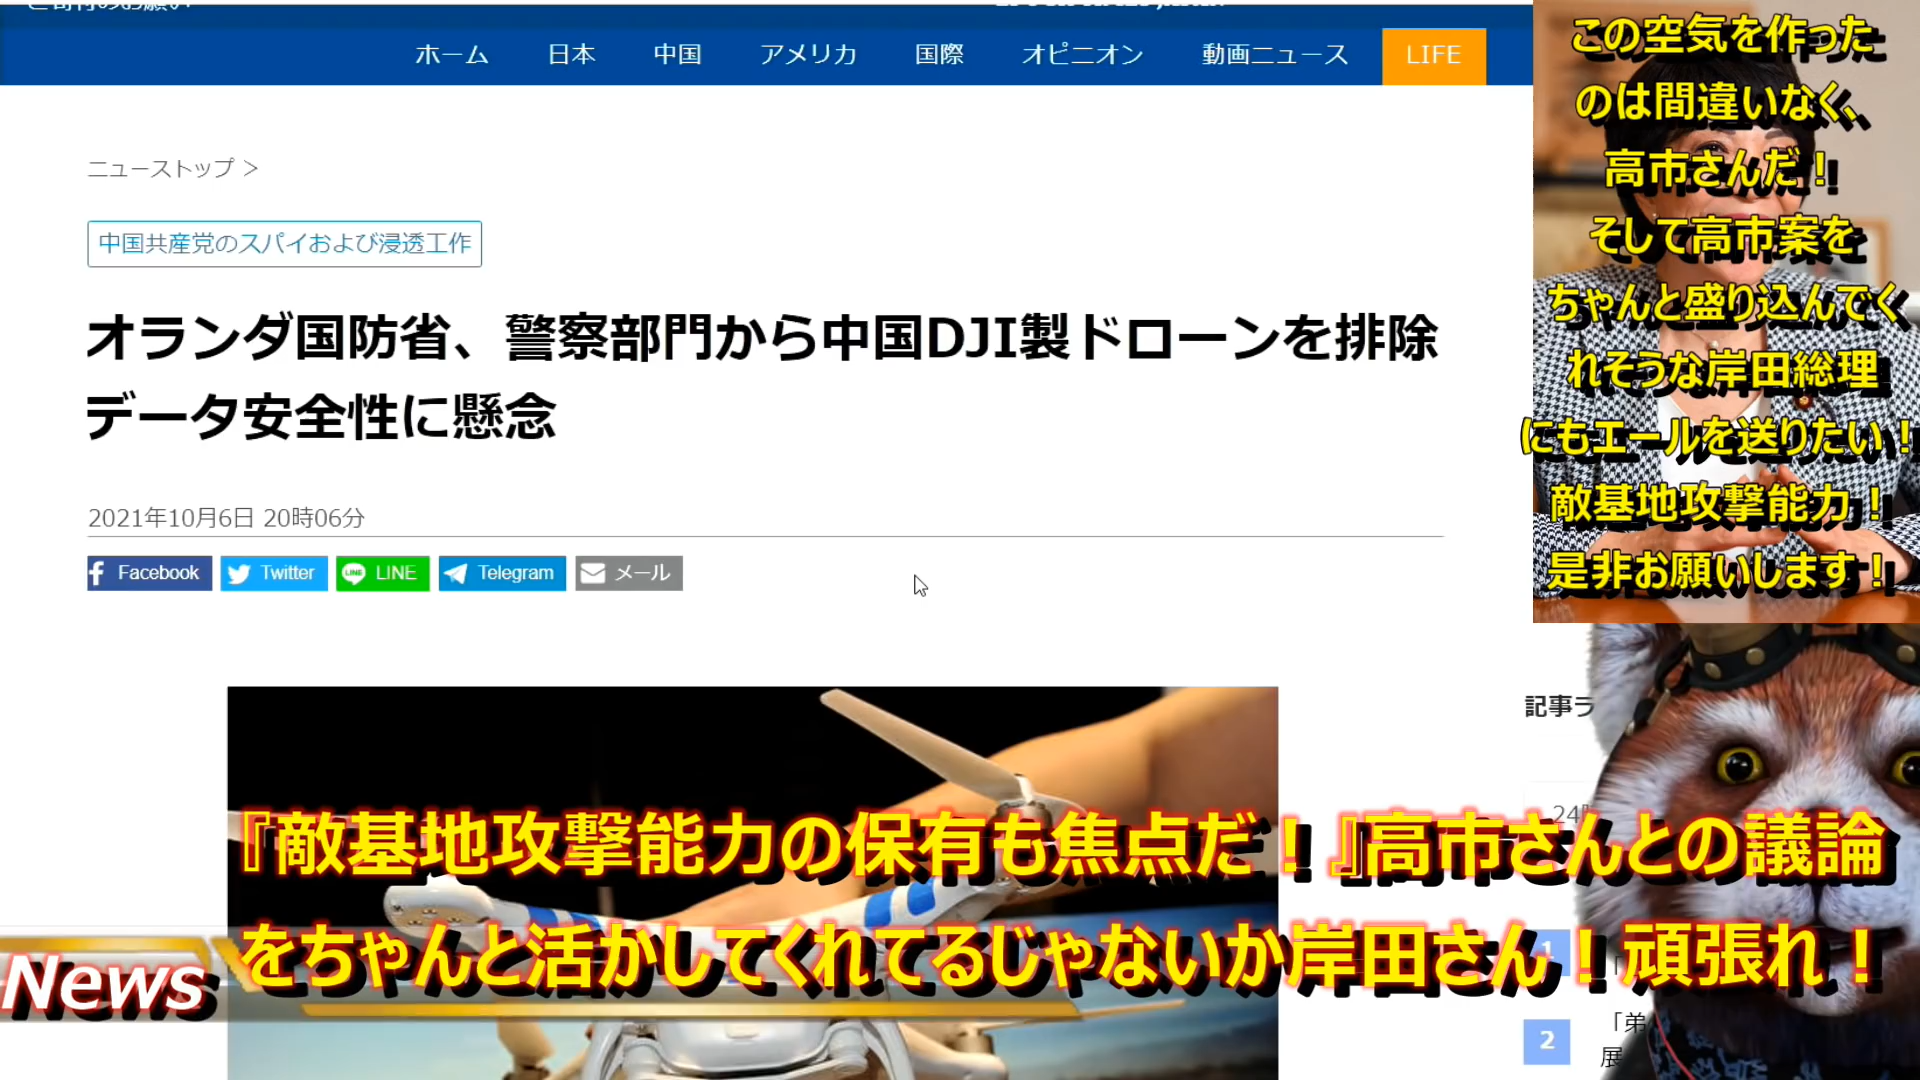 ホーム 日本 中国 アメリカ 国際 オピニオン 動画ニュース LIFE
ニューストップ >
中国共産党のスパイおよび浸透工作
オランダ国防省、警察部門から中国DJI製ドローンを排除
データ安全性に懸念
2021年10月6日 20時06分
Facebook Twitter LINE Telegram メール
この空気を作った
のは間違いなく、
高市さんだ！
そして高市案を
ちゃんと盛り込んでく
れそうな岸田総理
にもエールを送りたい！
敵基地攻撃能力！
是非お願いします！
記事ラ
24
『敵基地攻撃能力の保有も焦点だ！』高市さんとの議論
をちゃんと活かしてくれてるじゃないか岸田さん！頑張れ！
News
1
2
「弟
展